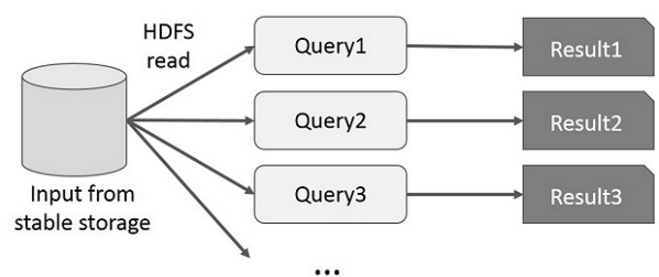 HDFS
read
Query1
Result1
Query2
Result2
Query3
Result3
Input from
stable storage
...